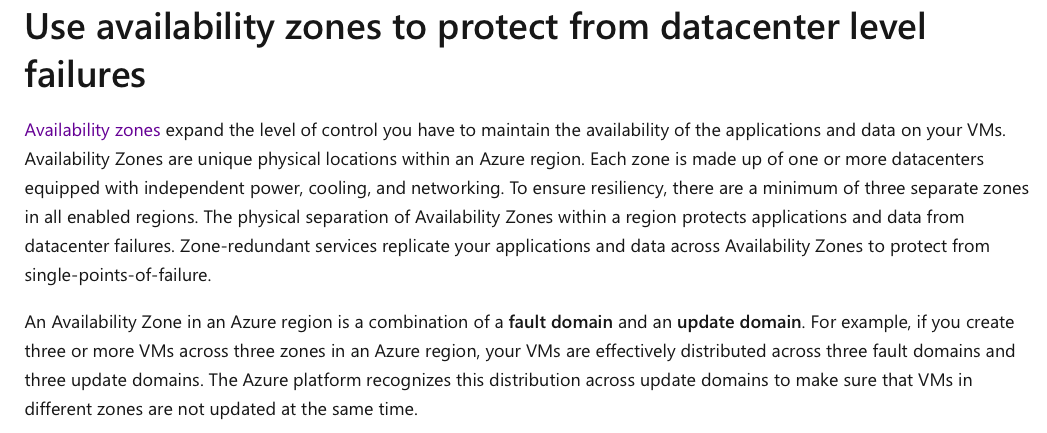 Use availability zones to protect from datacenter level
failures
Availability zones expand the level of control you have to maintain the availability of the applications and data on your VMs.
Availability Zones are unique physical locations within an Azure region. Each zone is made up of one or more datacenters
equipped with independent power, cooling, and networking. To ensure resiliency, there are a minimum of three separate zones
in all enabled regions. The physical separation of Availability Zones within a region protects applications and data from
datacenter failures. Zone-redundant services replicate your applications and data across Availability Zones to protect from
single-points-of-failure.
An Availability Zone in an Azure region is a combination of a fault domain and an update domain. For example, if you create
three or more VMs across three zones in an Azure region, your VMs are effectively distributed across three fault domains and
three update domains. The Azure platform recognizes this distribution across update domains to make sure that VMs in
different zones are not updated at the same time.